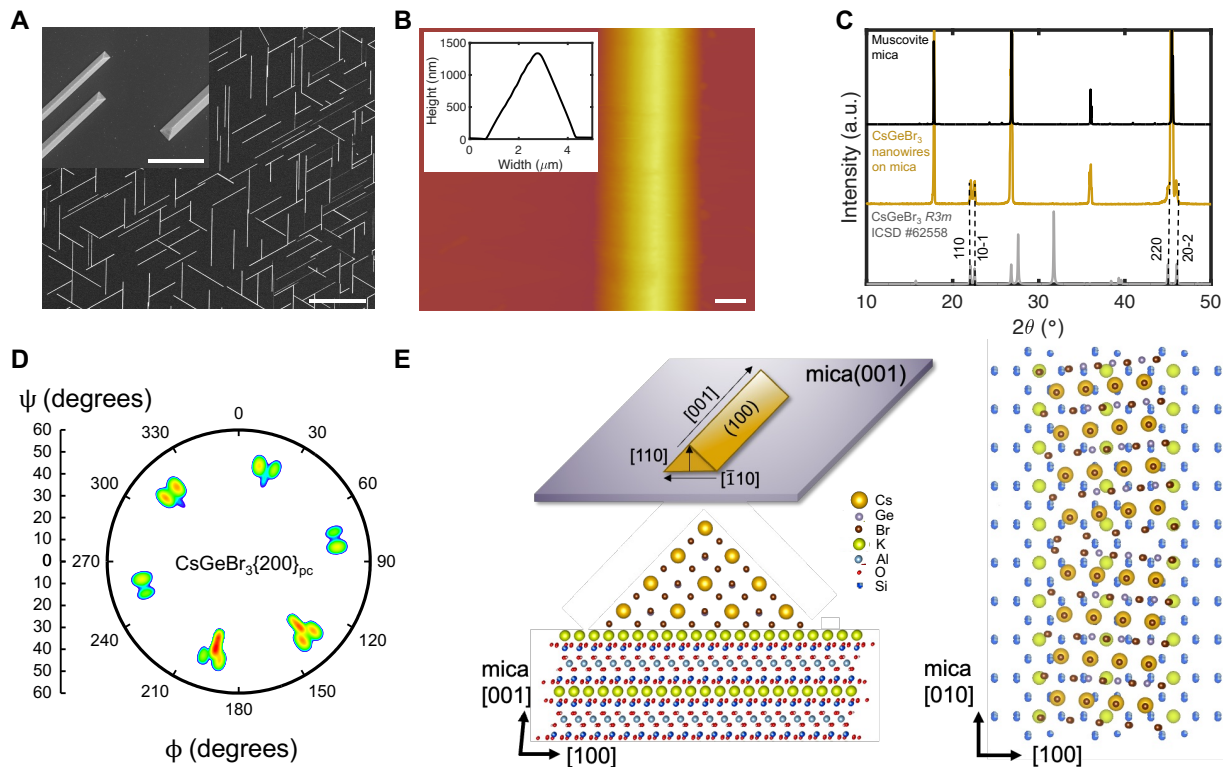 A
B
1500
1000
500
0
Height (nm)
0
2
4
Width (μm)
C
Muscovite
mica
CsGeBr3
nanowires
on mica
CsGeBr3 R3m
ICSD #62558
110
10-1
220
20-2
Intensity (a.u.)
10
20
30
40
50
2θ (°)
D
ψ (degrees)
60
50
40
30
20
10
0
10
20
30
40
50
60
0
30
60
90
120
150
180
210
240
270
300
330
CsGeBr3{200}pc
ϕ (degrees)
E
mica(001)
[001]
(100)
[110]
[1̅10]
Cs
Ge
Br
K
Al
O
Si
mica
[001]
[100]
mica
[010]
[100]